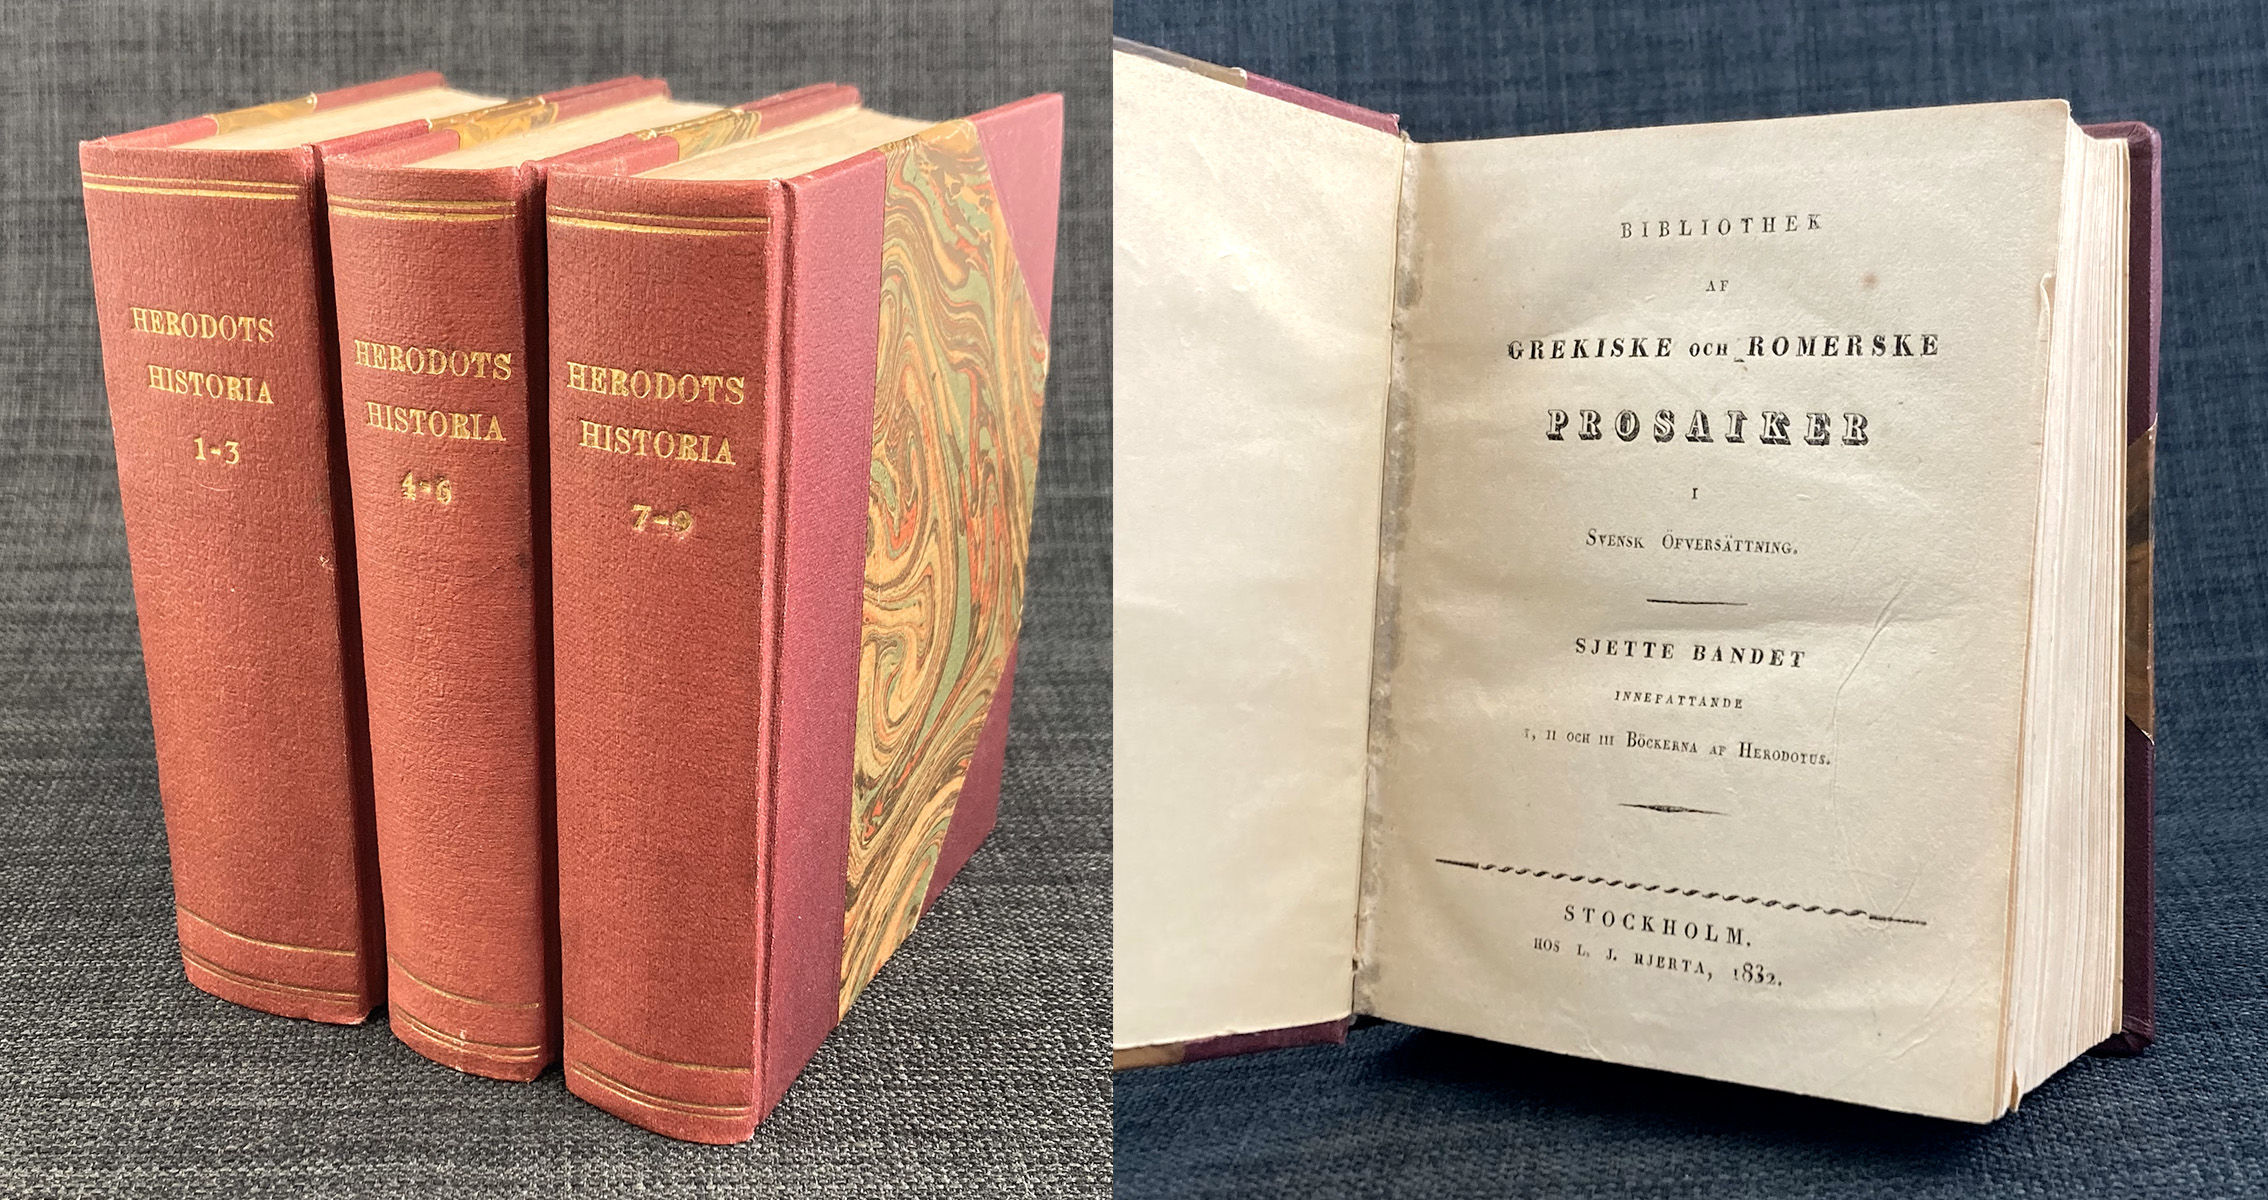 HERODOTS
HISTORIA
1-3
HERODOTS
HISTORIA
4-6
HERODOTS
HISTORIA
7-9
BIBLIOTHEK
AF
GREKISKE OCH ROMERSKE
PROSAIKER
I
SVENSK ÖFVERSÄTTNING.
SJETTE BANDET
INNEFATTANDE
I, II OCH III BÖCKERNA AF HERODOTUS.
STOCKHOLM.
HOS L. J. HJERTA, 1832.